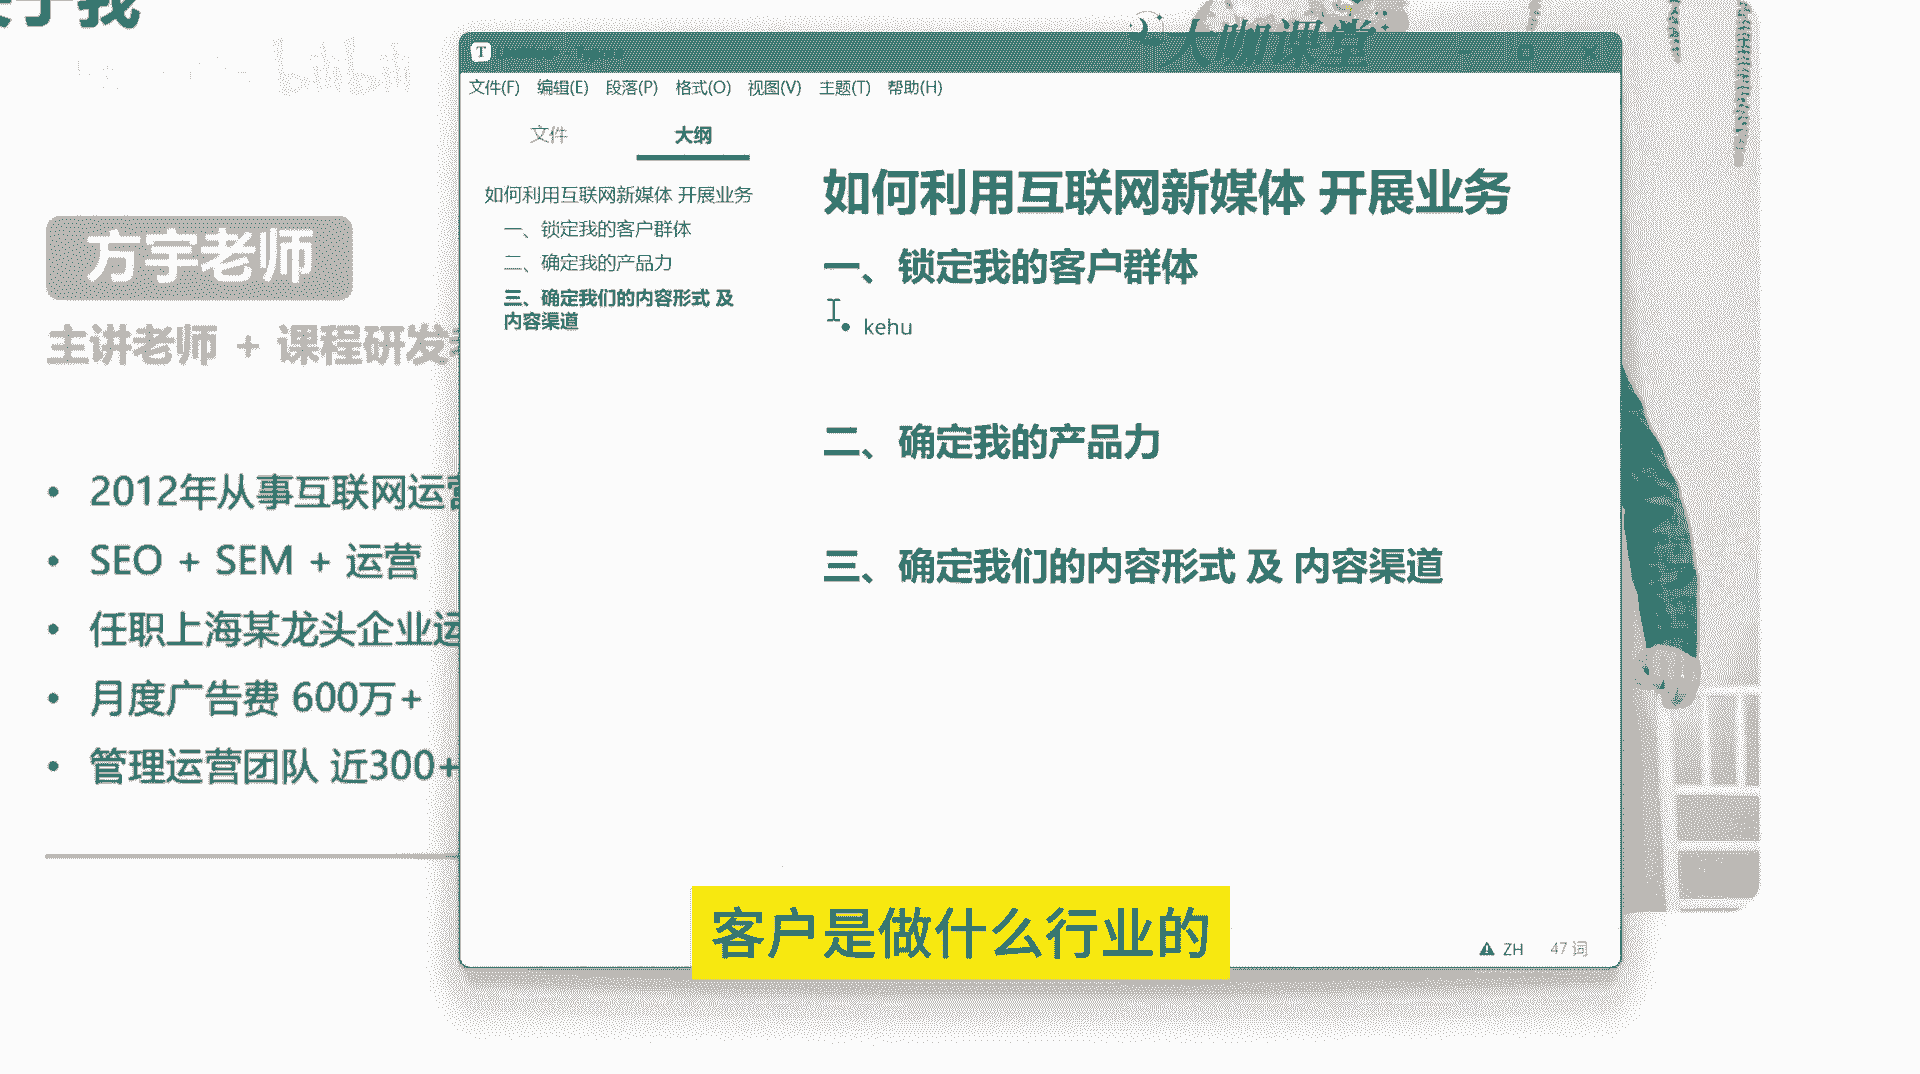 bilibili
大咖课堂
T
文件(F) 编辑(E) 段落(P) 格式(O) 视图(V) 主题(T) 帮助(H)
文件 大纲
如何利用互联网新媒体 开展业务
一、锁定我的客户群体
二、确定我的产品力
三、确定我们的内容形式 及
内容渠道
如何利用互联网新媒体 开展业务
一、锁定我的客户群体
• kehu
二、确定我的产品力
三、确定我们的内容形式 及 内容渠道
ZH 47 词
方宇老师
主讲老师 + 课程研发
• 2012年从事互联网运营
• SEO + SEM + 运营
• 任职上海某龙头企业运
• 月度广告费 600万+
• 管理运营团队 近300+
客户是做什么行业的